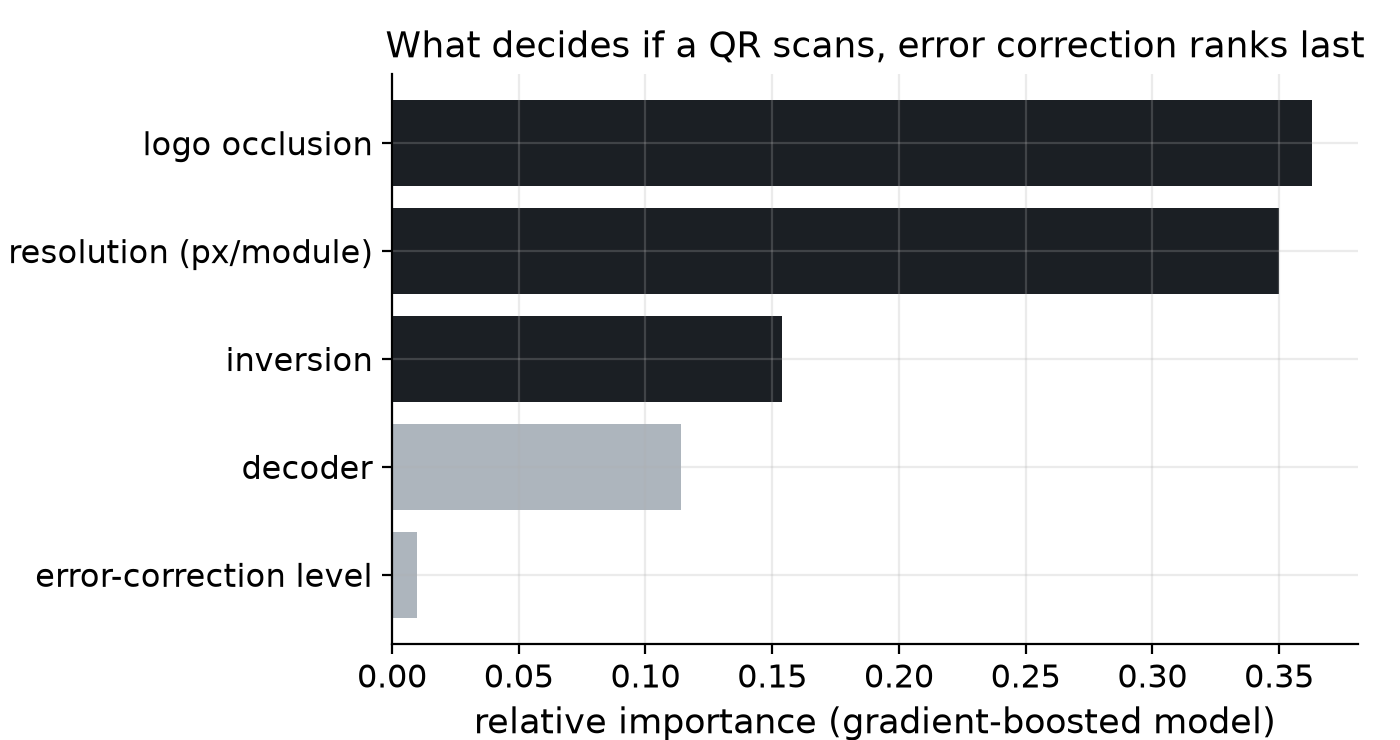 What decides if a QR scans, error correction ranks last
logo occlusion
resolution (px/module)
inversion
decoder
error-correction level
0.00 0.05 0.10 0.15 0.20 0.25 0.30 0.35
relative importance (gradient-boosted model)